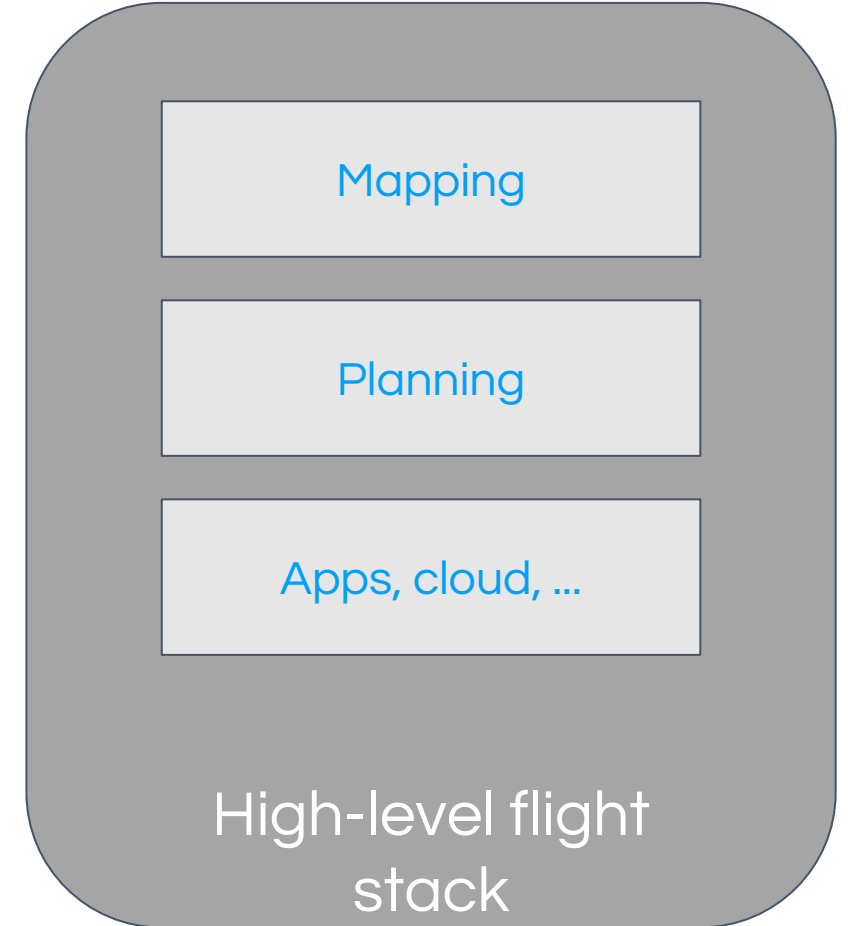 Mapping
Planning
Apps, cloud, ...
High-level flight
stack